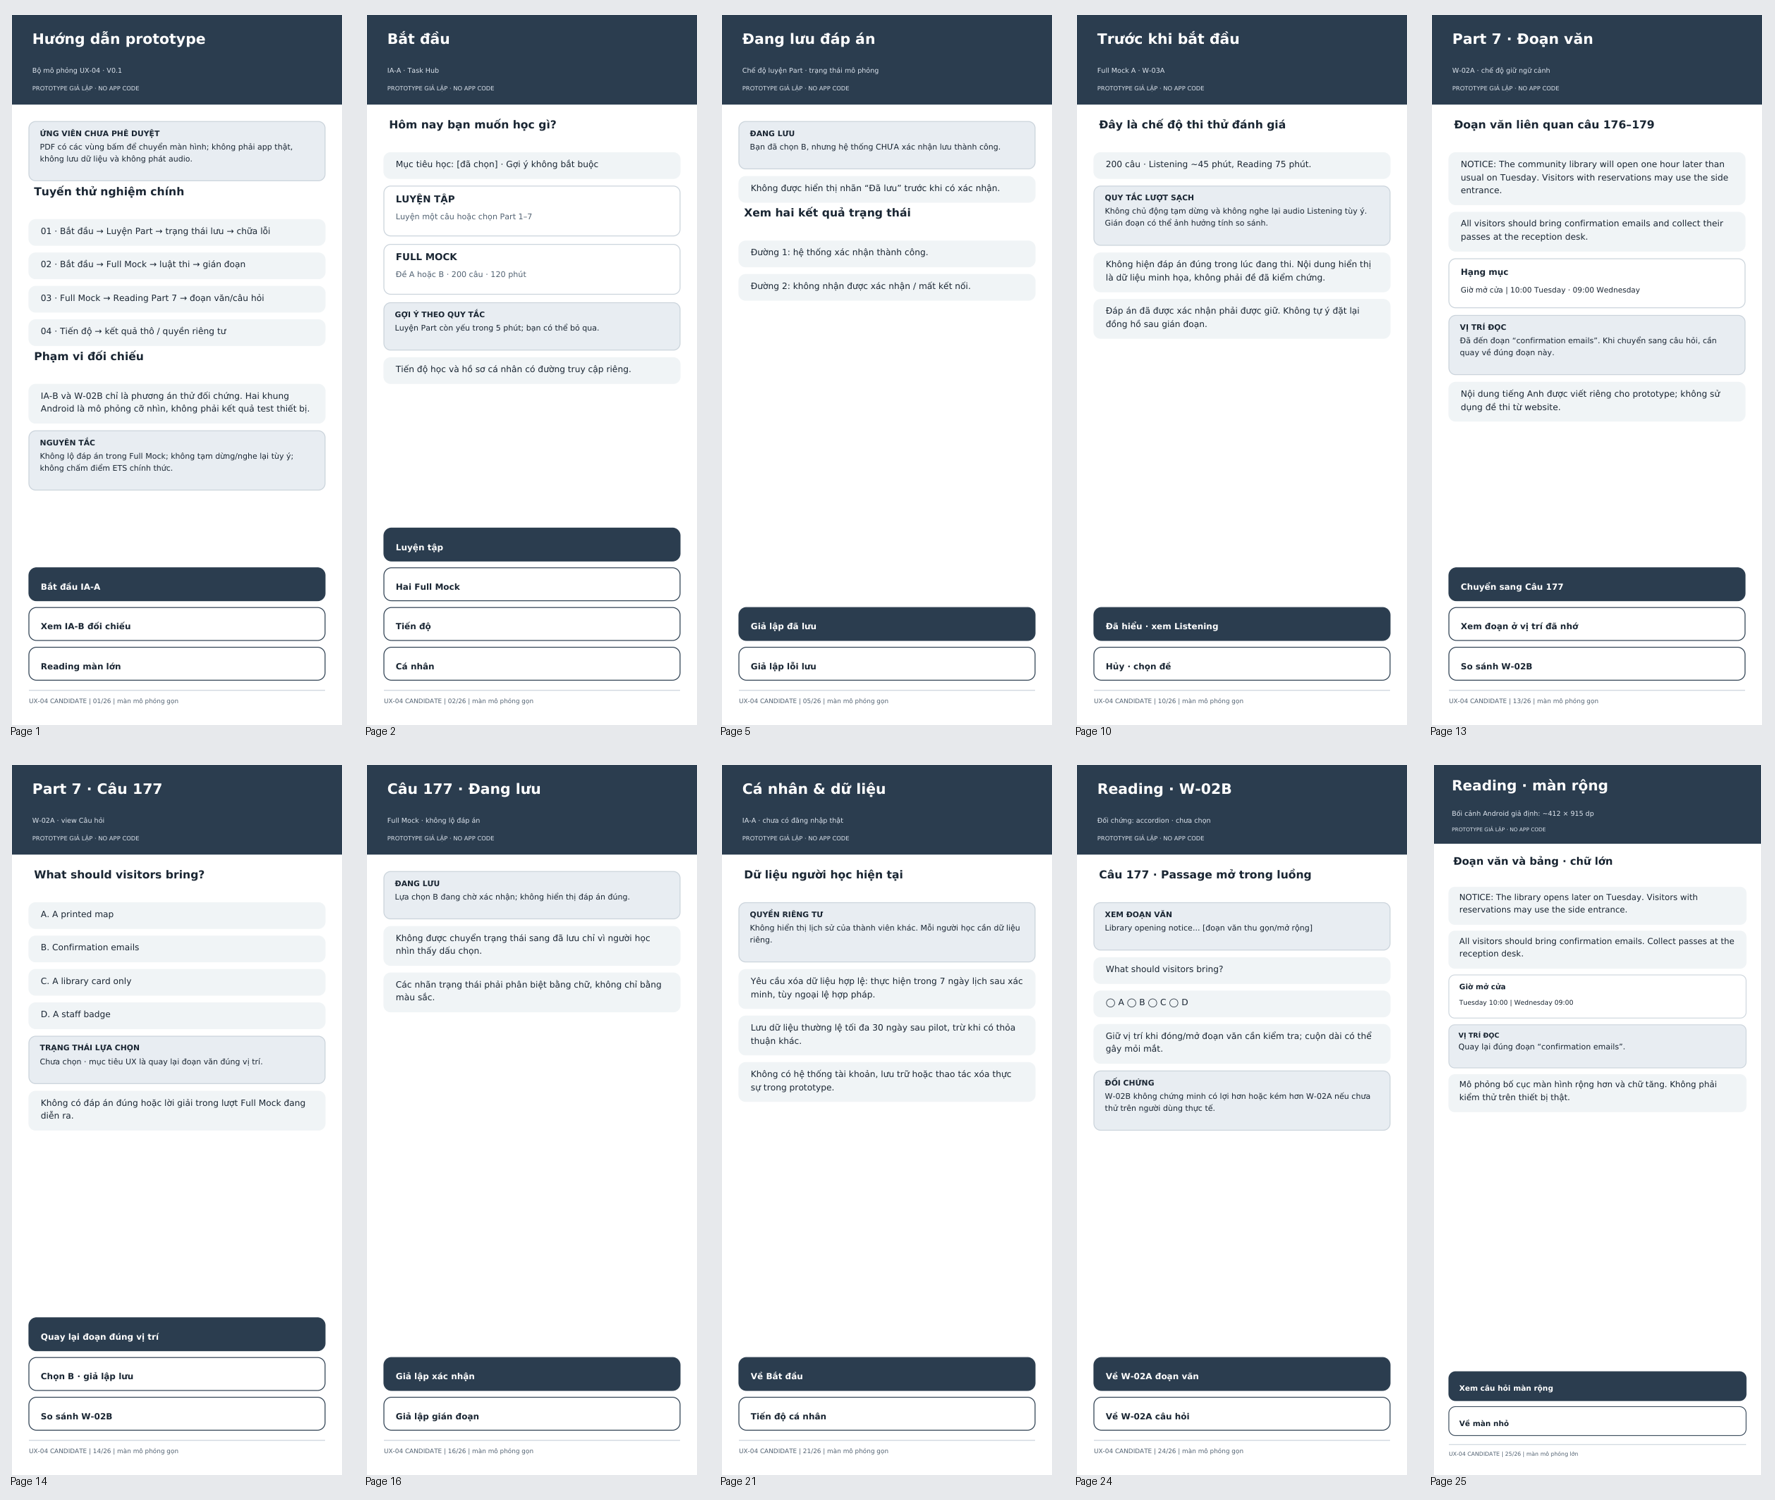 Hướng dẫn prototype
Bộ mô phỏng UX-04 · V0.1
PROTOTYPE GIẢ LẬP · NO APP CODE
ỨNG VIÊN CHƯA PHÊ DUYỆT
PDF có các vùng bấm để chuyển màn hình; không phải app thật,
không lưu dữ liệu và không phát audio.
Tuyến thử nghiệm chính
01 · Bắt đầu → Luyện Part → trạng thái lưu → chữa lỗi
02 · Bắt đầu → Full Mock → luật thi → gián đoạn
03 · Full Mock → Reading Part 7 → đoạn văn/câu hỏi
04 · Tiến độ → kết quả thô / quyền riêng tư
Phạm vi đối chiếu
IA-B và W-02B chỉ là phương án thử đối chứng. Hai khung
Android là mô phỏng cỡ nhìn, không phải kết quả test thiết bị.
NGUYÊN TẮC
Không lộ đáp án trong Full Mock; không tạm dừng/nghe lại tùy ý;
không chấm điểm ETS chính thức.
Bắt đầu IA-A
Xem IA-B đối chiếu
Reading màn lớn
UX-04 CANDIDATE | 01/26 | màn mô phỏng gọn
Page 1
Bắt đầu
IA-A · Task Hub
PROTOTYPE GIẢ LẬP · NO APP CODE
Hôm nay bạn muốn học gì?
Mục tiêu học: [đã chọn] · Gợi ý không bắt buộc
LUYỆN TẬP
Luyện một câu hoặc chọn Part 1–7
FULL MOCK
Đề A hoặc B · 200 câu · 120 phút
GỢI Ý THEO QUY TẮC
Luyện Part còn yếu trong 5 phút; bạn có thể bỏ qua.
Tiến độ học và hồ sơ cá nhân có đường truy cập riêng.
Luyện tập
Hai Full Mock
Tiến độ
Cá nhân
UX-04 CANDIDATE | 02/26 | màn mô phỏng gọn
Page 2
Đang lưu đáp án
Chế độ luyện Part · trạng thái mô phỏng
PROTOTYPE GIẢ LẬP · NO APP CODE
ĐANG LƯU
Bạn đã chọn B, nhưng hệ thống CHƯA xác nhận lưu thành công.
Không được hiển thị nhãn “Đã lưu” trước khi có xác nhận.
Xem hai kết quả trạng thái
Đường 1: hệ thống xác nhận thành công.
Đường 2: không nhận được xác nhận / mất kết nối.
Giả lập đã lưu
Giả lập lỗi lưu
UX-04 CANDIDATE | 05/26 | màn mô phỏng gọn
Page 5
Trước khi bắt đầu
Full Mock A · W-03A
PROTOTYPE GIẢ LẬP · NO APP CODE
Đây là chế độ thi thử đánh giá
200 câu · Listening ~45 phút, Reading 75 phút.
QUY TẮC LƯỢT SẠCH
Không chủ động tạm dừng và không nghe lại audio Listening tùy ý.
Gián đoạn có thể ảnh hưởng tính so sánh.
Không hiện đáp án đúng trong lúc đang thi. Nội dung hiển thị
là dữ liệu minh họa, không phải đề đã kiểm chứng.
Đáp án đã được xác nhận phải được giữ. Không tự ý đặt lại
đồng hồ sau gián đoạn.
Đã hiểu · xem Listening
Hủy · chọn đề
UX-04 CANDIDATE | 10/26 | màn mô phỏng gọn
Page 10
Part 7 · Đoạn văn
W-02A · chế độ giữ ngữ cảnh
PROTOTYPE GIẢ LẬP · NO APP CODE
Đoạn văn liên quan câu 176–179
NOTICE: The community library will open one hour later than
usual on Tuesday. Visitors with reservations may use the side
entrance.
All visitors should bring confirmation emails and collect their
passes at the reception desk.
Hạng mục
Giờ mở cửa | 10:00 Tuesday · 09:00 Wednesday
VỊ TRÍ ĐỌC
Đã đến đoạn “confirmation emails”. Khi chuyển sang câu hỏi, cần
quay về đúng đoạn này.
Nội dung tiếng Anh được viết riêng cho prototype; không sử
dụng đề thi từ website.
Chuyển sang Câu 177
Xem đoạn ở vị trí đã nhớ
So sánh W-02B
UX-04 CANDIDATE | 13/26 | màn mô phỏng gọn
Page 13
Part 7 · Câu 177
W-02A · view Câu hỏi
PROTOTYPE GIẢ LẬP · NO APP CODE
What should visitors bring?
A. A printed map
B. Confirmation emails
C. A library card only
D. A staff badge
TRẠNG THÁI LỰA CHỌN
Chưa chọn · mục tiêu UX là quay lại đoạn văn đúng vị trí.
Không có đáp án đúng hoặc lời giải trong lượt Full Mock đang
diễn ra.
Quay lại đoạn đúng vị trí
Chọn B · giả lập lưu
So sánh W-02B
UX-04 CANDIDATE | 14/26 | màn mô phỏng gọn
Page 14
Câu 177 · Đang lưu
Full Mock · không lộ đáp án
PROTOTYPE GIẢ LẬP · NO APP CODE
ĐANG LƯU
Lựa chọn B đang chờ xác nhận; không hiển thị đáp án đúng.
Không được chuyển trạng thái sang đã lưu chỉ vì người học
nhìn thấy dấu chọn.
Các nhãn trạng thái phải phân biệt bằng chữ, không chỉ bằng
màu sắc.
Giả lập xác nhận
Giả lập gián đoạn
UX-04 CANDIDATE | 16/26 | màn mô phỏng gọn
Page 16
Cá nhân & dữ liệu
IA-A · chưa có đăng nhập thật
PROTOTYPE GIẢ LẬP · NO APP CODE
Dữ liệu người học hiện tại
QUYỀN RIÊNG TƯ
Không hiển thị lịch sử của thành viên khác. Mỗi người học cần dữ liệu
riêng.
Yêu cầu xóa dữ liệu hợp lệ: thực hiện trong 7 ngày lịch sau xác
minh, tùy ngoại lệ hợp pháp.
Lưu dữ liệu thường lệ tối đa 30 ngày sau pilot, trừ khi có thỏa
thuận khác.
Không có hệ thống tài khoản, lưu trữ hoặc thao tác xóa thực
sự trong prototype.
Về Bắt đầu
Tiến độ cá nhân
UX-04 CANDIDATE | 21/26 | màn mô phỏng gọn
Page 21
Reading · W-02B
Đối chứng: accordion · chưa chọn
PROTOTYPE GIẢ LẬP · NO APP CODE
Câu 177 · Passage mở trong luồng
XEM ĐOẠN VĂN
Library opening notice... [đoạn văn thu gọn/mở rộng]
What should visitors bring?
◯ A ◯ B ◯ C ◯ D
Giữ vị trí khi đóng/mở đoạn văn cần kiểm tra; cuộn dài có thể
gây mỏi mắt.
ĐỐI CHỨNG
W-02B không chứng minh có lợi hơn hoặc kém hơn W-02A nếu chưa
thử trên người dùng thực tế.
Về W-02A đoạn văn
Về W-02A câu hỏi
UX-04 CANDIDATE | 24/26 | màn mô phỏng gọn
Page 24
Reading · màn rộng
Bối cảnh Android giả định: ~412 × 915 dp
PROTOTYPE GIẢ LẬP · NO APP CODE
Đoạn văn và bảng · chữ lớn
NOTICE: The library opens later on Tuesday. Visitors with
reservations may use the side entrance.
All visitors should bring confirmation emails. Collect passes at the
reception desk.
Giờ mở cửa
Tuesday 10:00 | Wednesday 09:00
VỊ TRÍ ĐỌC
Quay lại đúng đoạn “confirmation emails”.
Mô phỏng bố cục màn hình rộng hơn và chữ tăng. Không phải
kiểm thử trên thiết bị thật.
Xem câu hỏi màn rộng
Về màn nhỏ
UX-04 CANDIDATE | 25/26 | màn mô phỏng lớn
Page 25